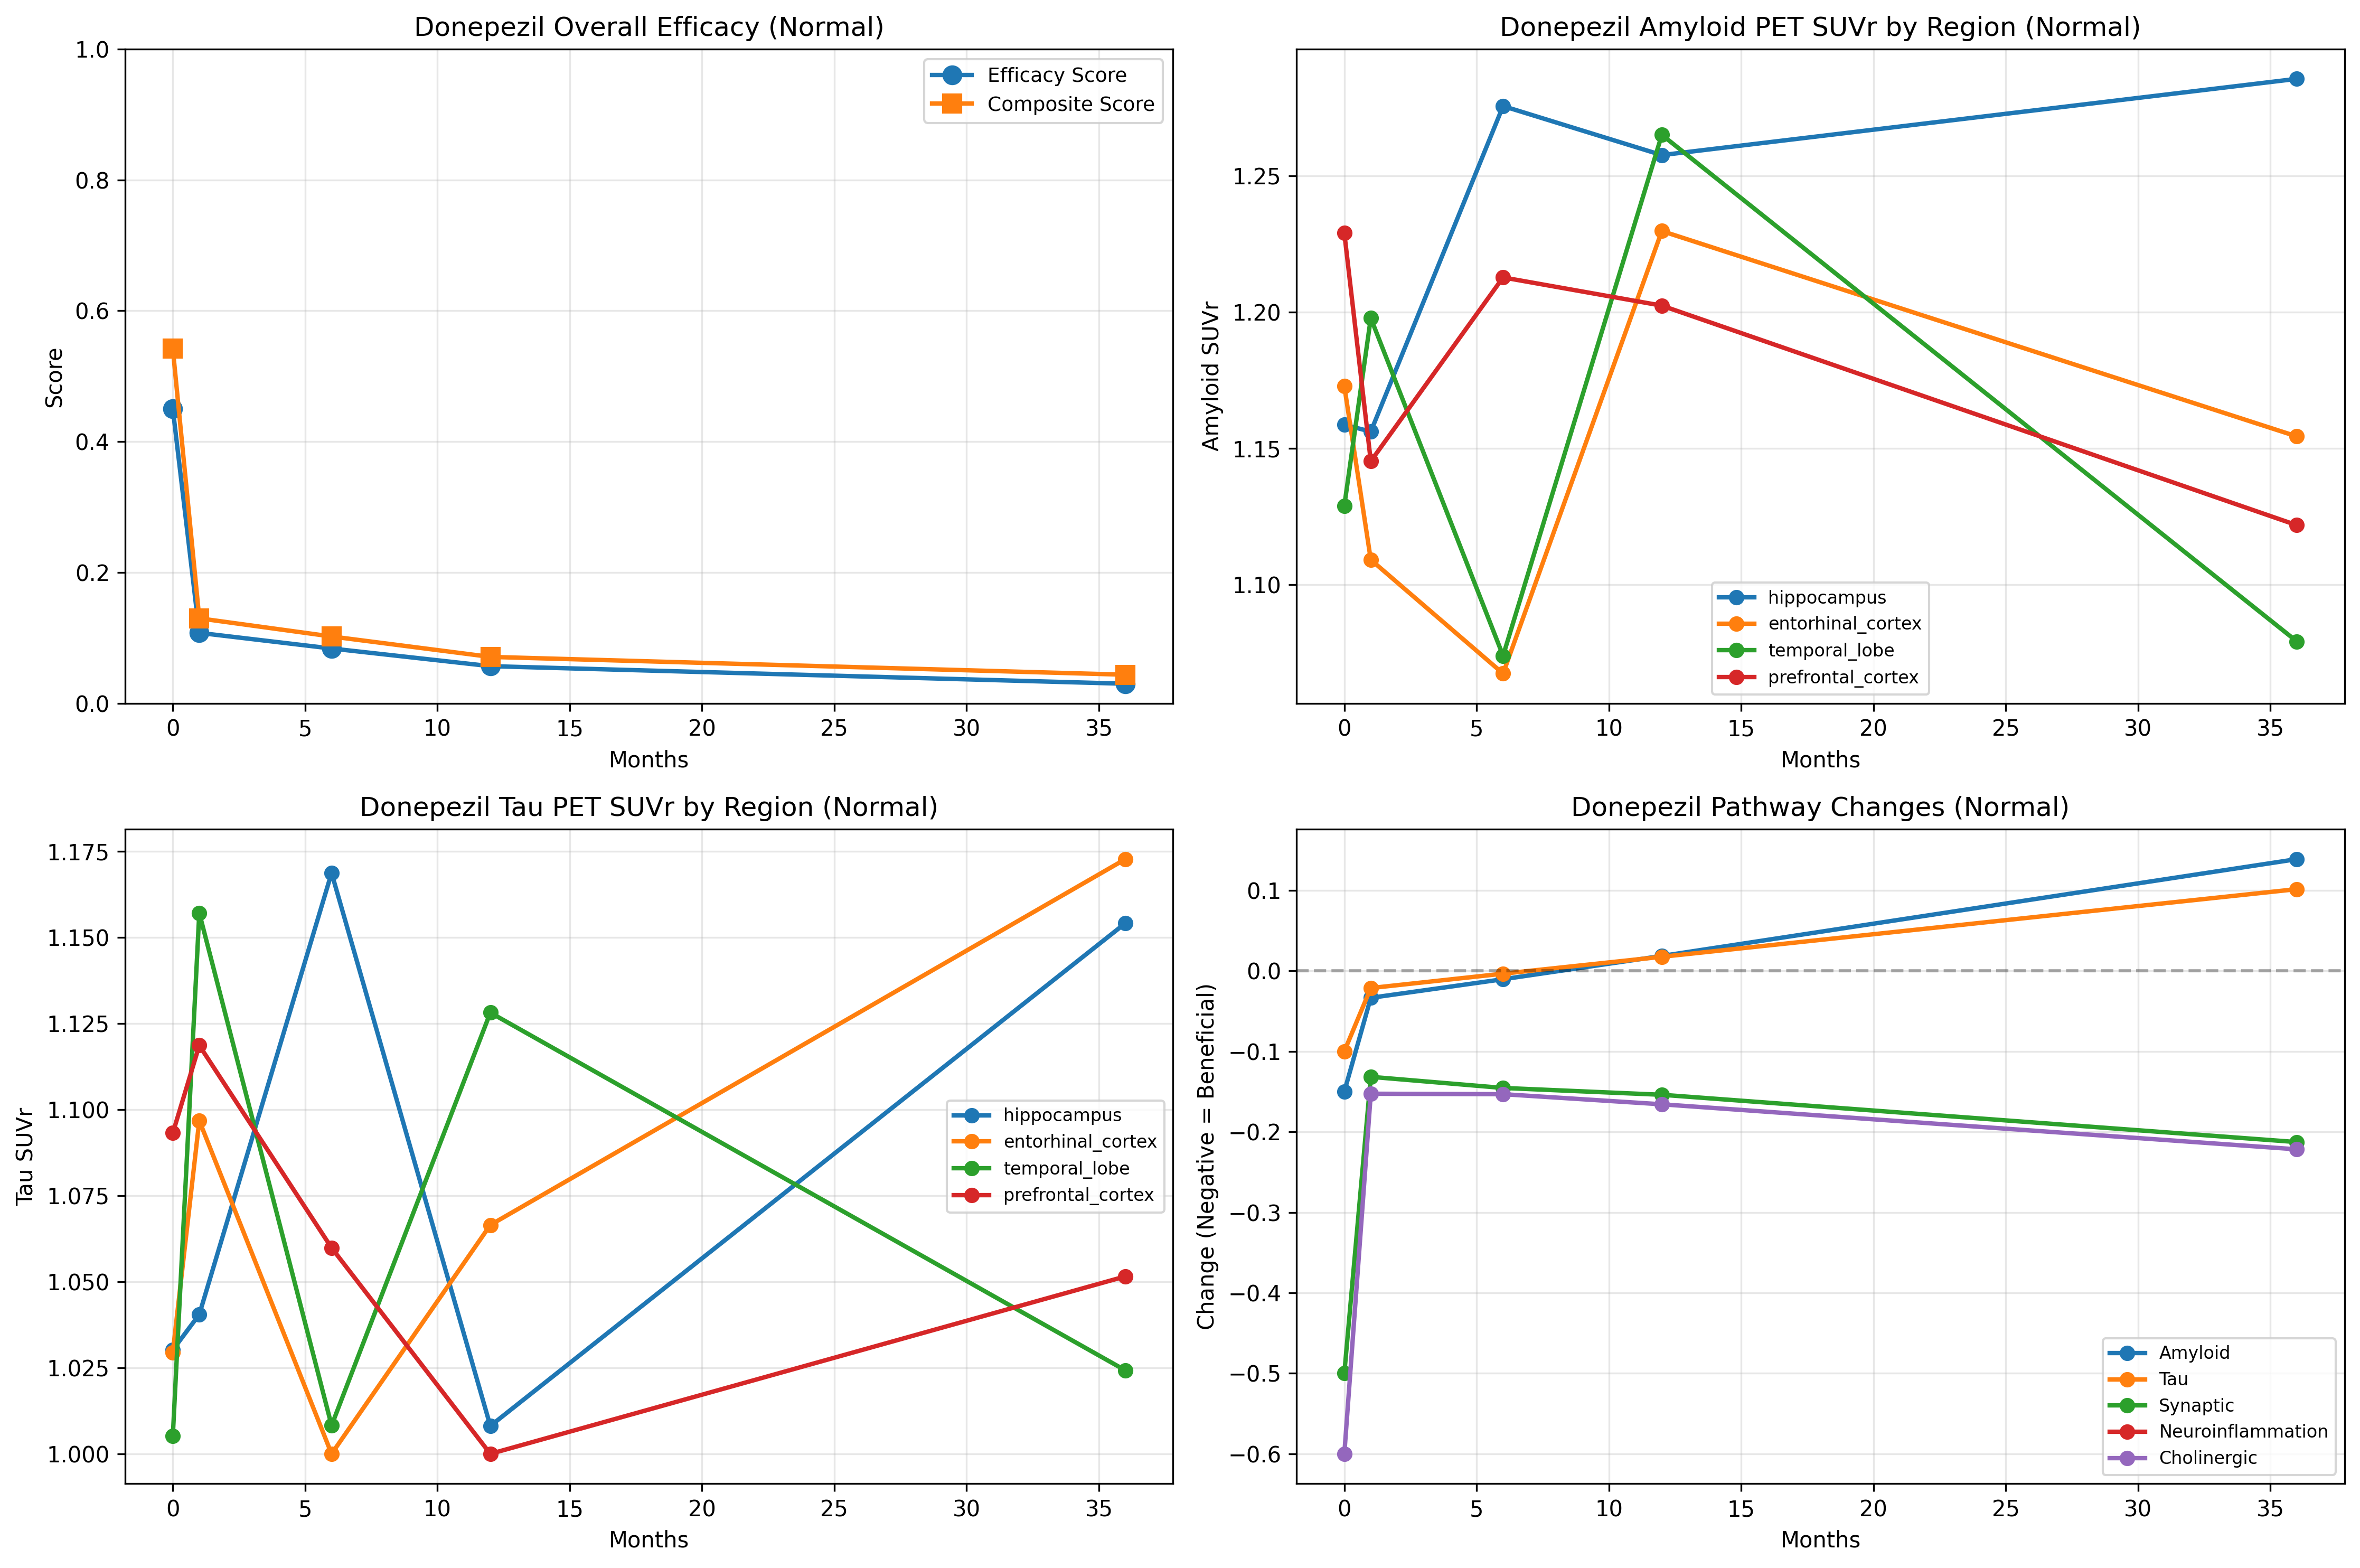 Donepezil Overall Efficacy (Normal)
1.0
0.8
0.6
0.4
0.2
0.0
Score
0 5 10 15 20 25 30 35
Months
Efficacy Score
Composite Score
Donepezil Amyloid PET SUVr by Region (Normal)
1.25
1.20
1.15
1.10
Amyloid SUVr
0 5 10 15 20 25 30 35
Months
hippocampus
entorhinal_cortex
temporal_lobe
prefrontal_cortex
Donepezil Tau PET SUVr by Region (Normal)
1.175
1.150
1.125
1.100
1.075
1.050
1.025
1.000
Tau SUVr
0 5 10 15 20 25 30 35
Months
hippocampus
entorhinal_cortex
temporal_lobe
prefrontal_cortex
Donepezil Pathway Changes (Normal)
0.1
0.0
−0.1
−0.2
−0.3
−0.4
−0.5
−0.6
Change (Negative = Beneficial)
0 5 10 15 20 25 30 35
Months
Amyloid
Tau
Synaptic
Neuroinflammation
Cholinergic